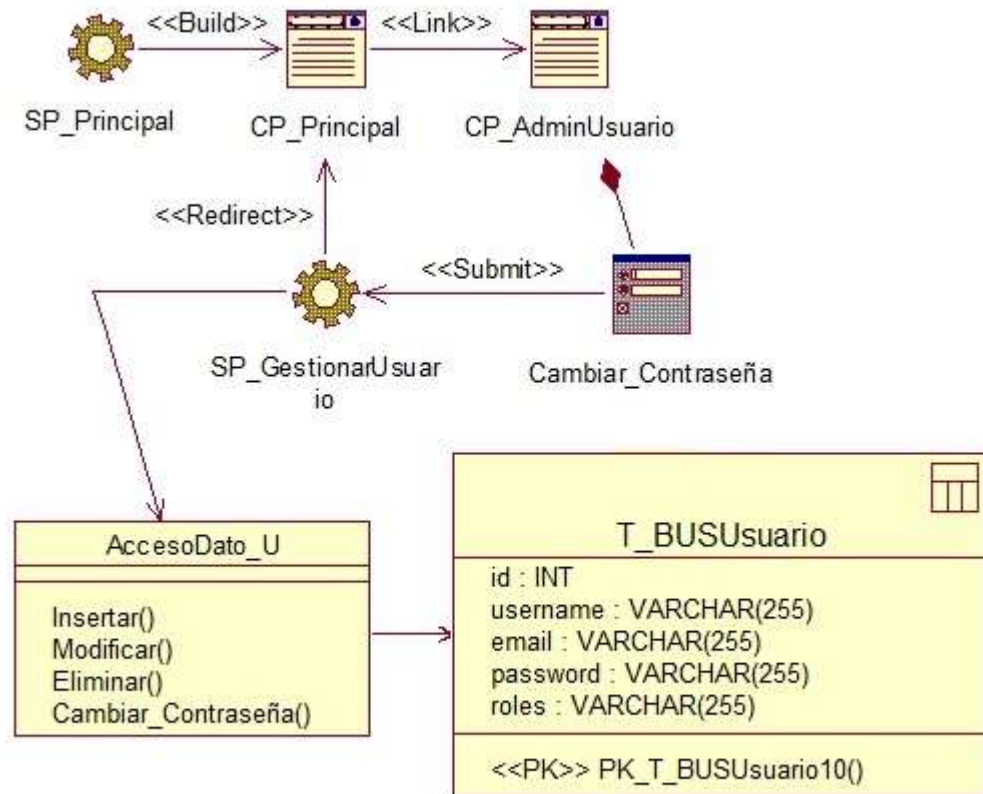 <<Build>>
<<Link>>
SP_Principal
CP_Principal
CP_AdminUsuario
<<Redirect>>
<<Submit>>
SP_GestionarUsuar
io
Cambiar_Contraseña
AccesoDato_U
Insertar()
Modificar()
Eliminar()
Cambiar_Contraseña()
T_BUSUsuario
id : INT
username : VARCHAR(255)
email : VARCHAR(255)
password : VARCHAR(255)
roles : VARCHAR(255)
<<PK>> PK_T_BUSUsuario10()